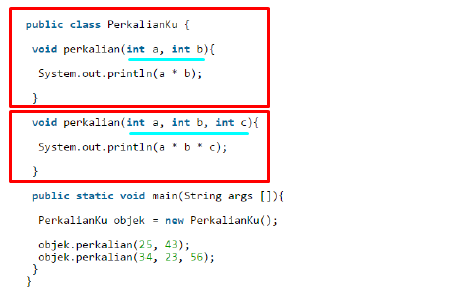 public class PerkalianKu {
void perkalian(int a, int b){
System.out.println(a * b);
}
void perkalian(int a, int b, int c){
System.out.println(a * b * c);
}
public static void main(String args []){
PerkalianKu objek = new PerkalianKu();
objek.perkalian(25, 43);
objek.perkalian(34, 23, 56);
}
}